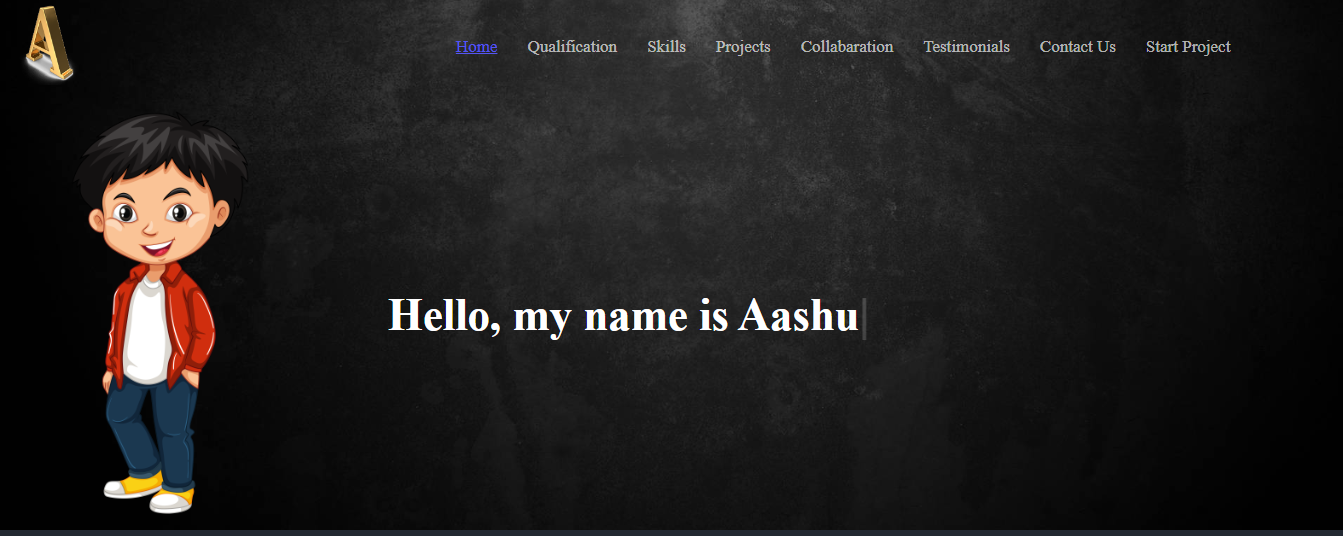 A
Home Qualification Skills Projects Collabaration Testimonials Contact Us Start Project
Hello, my name is Aashu